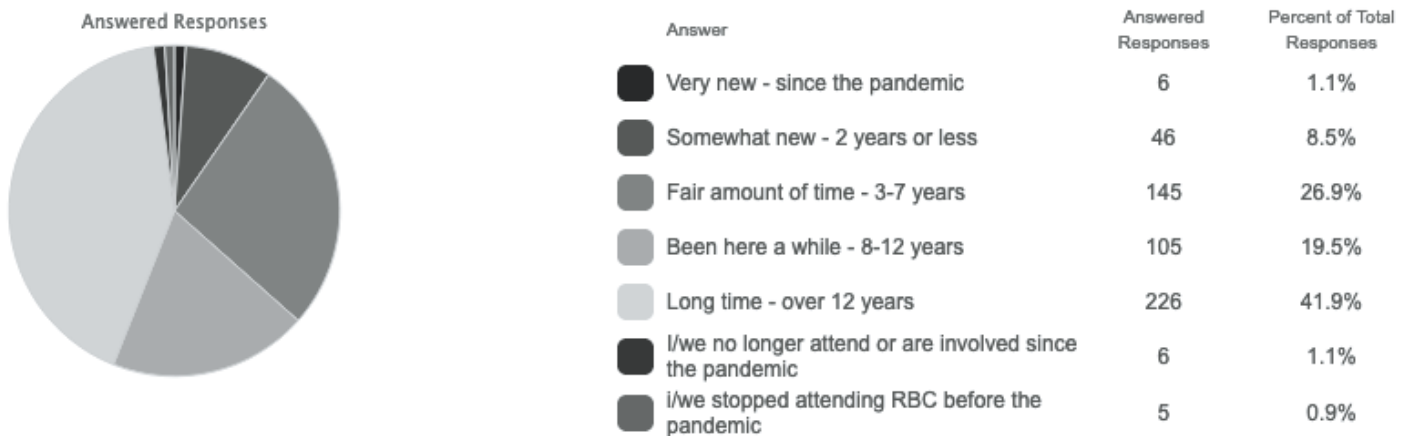 Answered Responses
Answer
Answered
Responses
Percent of Total
Responses
Very new - since the pandemic 6 1.1%
Somewhat new - 2 years or less 46 8.5%
Fair amount of time - 3-7 years 145 26.9%
Been here a while - 8-12 years 105 19.5%
Long time - over 12 years 226 41.9%
I/we no longer attend or are involved since
the pandemic 6 1.1%
i/we stopped attending RBC before the
pandemic 5 0.9%